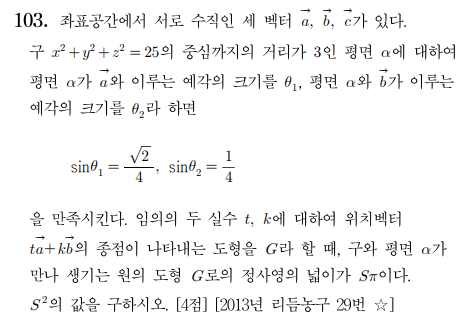 103. 좌표공간에서 서로 수직인 세 벡터 $\vec{a}$, $\vec{b}$, $\vec{c}$가 있다.
구 $x^2+y^2+z^2=25$의 중심까지의 거리가 3인 평면 $\alpha$에 대하여
평면 $\alpha$가 $\vec{a}$와 이루는 예각의 크기를 $\theta_1$, 평면 $\alpha$와 $\vec{b}$가 이루는
예각의 크기를 $\theta_2$라 하면
$\sin\theta_1=\frac{\sqrt{2}}{4}$, $\sin\theta_2=\frac{1}{4}$
을 만족시킨다. 임의의 두 실수 $t$, $k$에 대하여 위치벡터
$t\vec{a}+k\vec{b}$의 종점이 나타내는 도형을 $G$라 할 때, 구와 평면 $\alpha$가
만나 생기는 원의 도형 $G$로의 정사영의 넓이가 $S\pi$이다.
$S^2$의 값을 구하시오. [4점] [2013년 리듬농구 29번 ☆]